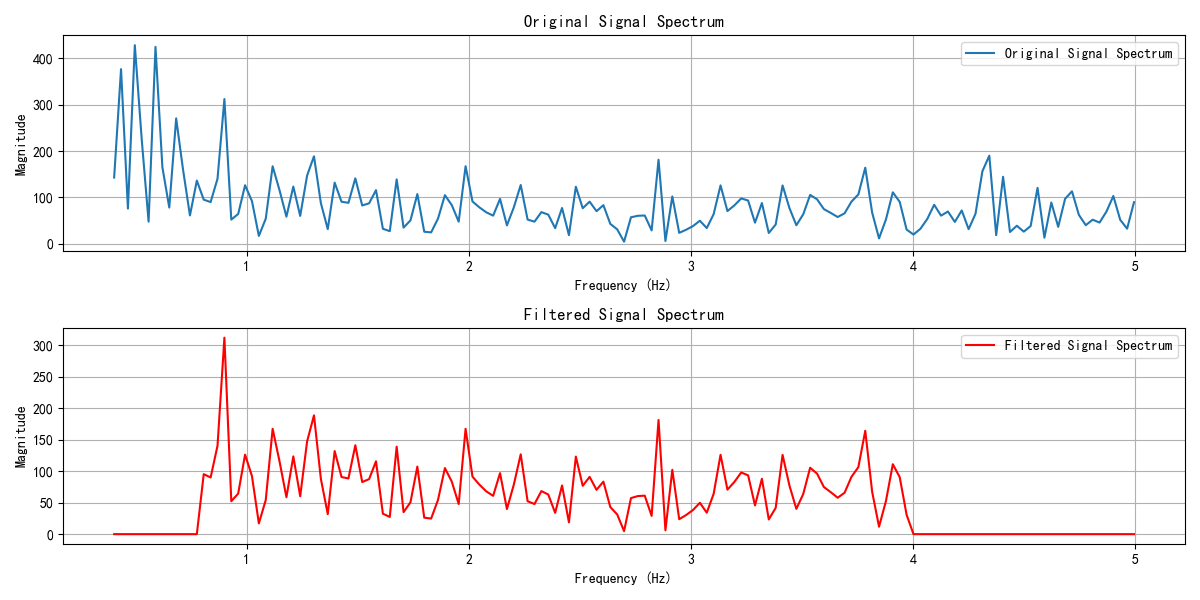 Original Signal Spectrum
Original Signal Spectrum
Magnitude
400
300
200
100
0
1 2 3 4 5
Frequency (Hz)
Filtered Signal Spectrum
Filtered Signal Spectrum
Magnitude
300
250
200
150
100
50
0
1 2 3 4 5
Frequency (Hz)